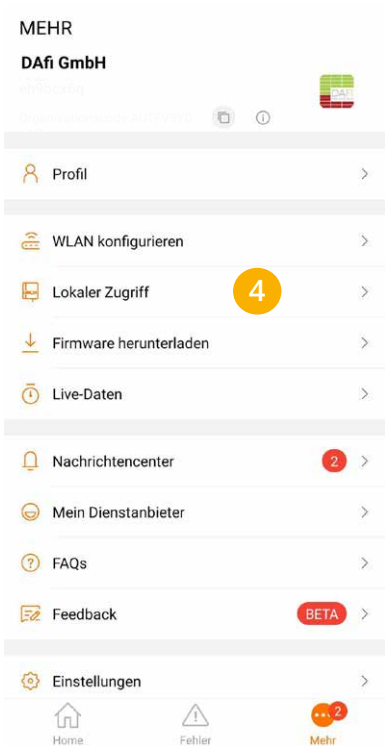 MEHR
DAfi GmbH
DAFi
Profil
WLAN konfigurieren
Lokaler Zugriff 4
Firmware herunterladen
Live-Daten
Nachrichtencenter 2
Mein Dienstanbieter
FAQs
Feedback BETA
Einstellungen
2
Home Fehler Mehr